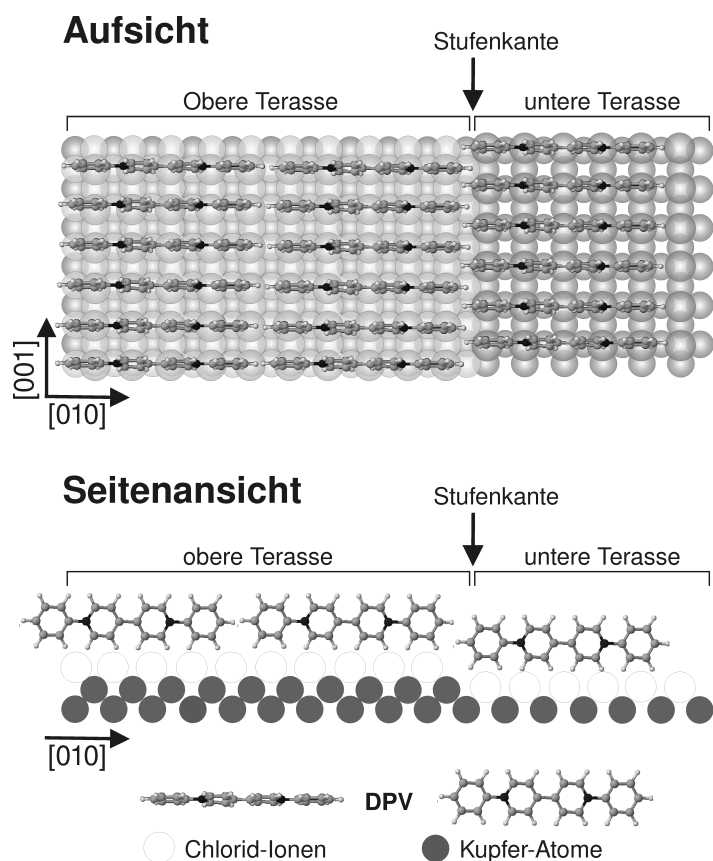 Aufsicht
Stufenkante
Obere Terasse
untere Terasse
[001]
[010]
Seitenansicht
Stufenkante
obere Terasse
untere Terasse
[010]
DPV
Chlorid-Ionen
Kupfer-Atome